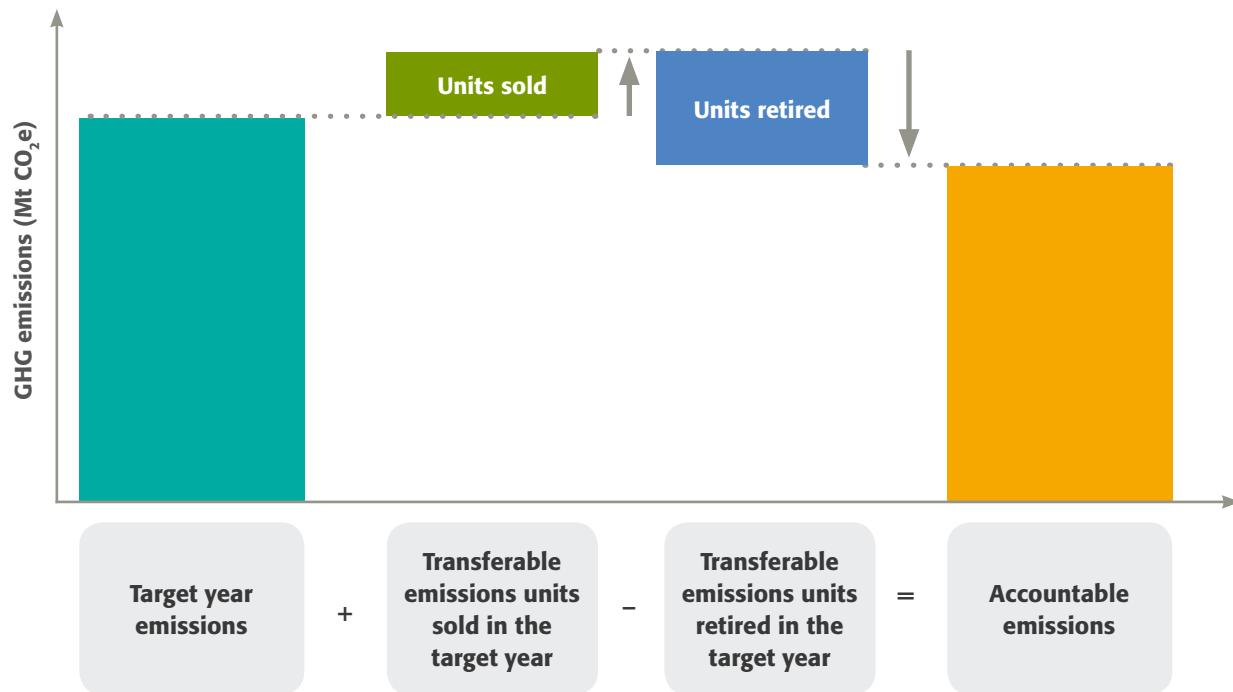 GHG emissions (Mt CO₂e)
Units sold
Units retired
Target year
emissions
+
Transferable
emissions units
sold in the
target year
–
Transferable
emissions units
retired in the
target year
=
Accountable
emissions